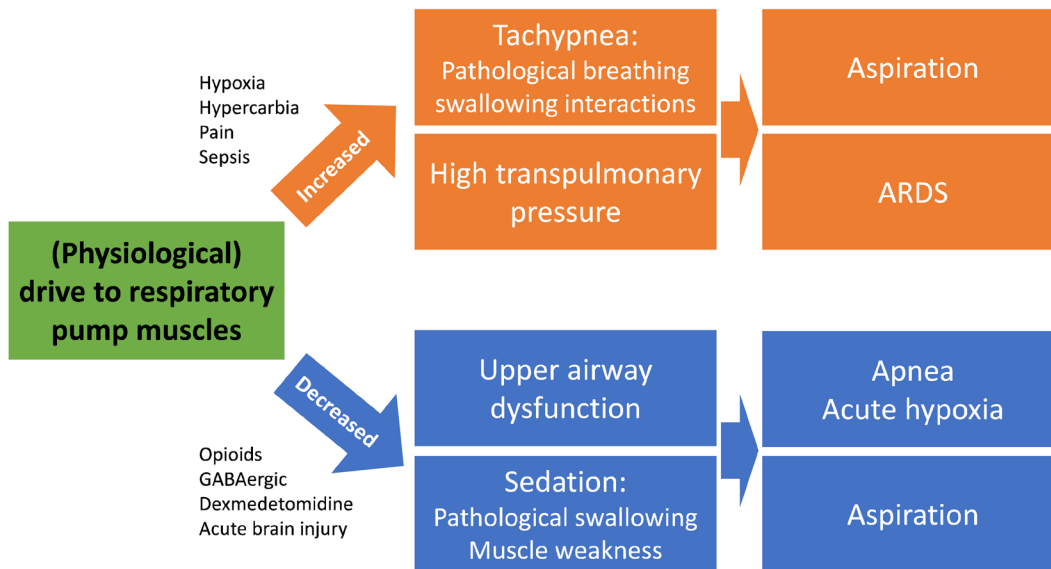 (Physiological)
drive to respiratory
pump muscles
Hypoxia
Hypercarbia
Pain
Sepsis
Increased
Tachypnea:
Pathological breathing
swallowing interactions
High transpulmonary
pressure
Aspiration
ARDS
Opioids
GABAergic
Dexmedetomidine
Acute brain injury
Decreased
Upper airway
dysfunction
Sedation:
Pathological swallowing
Muscle weakness
Apnea
Acute hypoxia
Aspiration